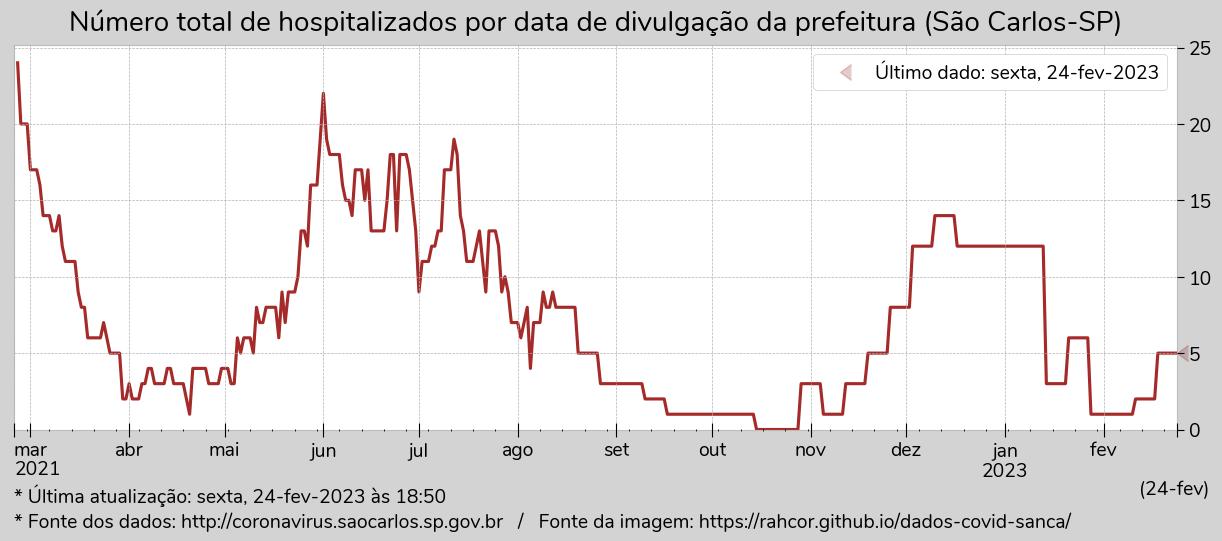 Número total de hospitalizados por data de divulgação da prefeitura (São Carlos-SP)
Último dado: sexta, 24-fev-2023
25
20
15
10
5
0
mar abr mai jun jul ago set out nov dez jan fev
2021 2023
(24-fev)
* Última atualização: sexta, 24-fev-2023 às 18:50
* Fonte dos dados: http://coronavirus.saocarlos.sp.gov.br / Fonte da imagem: https://rahcor.github.io/dados-covid-sanca/